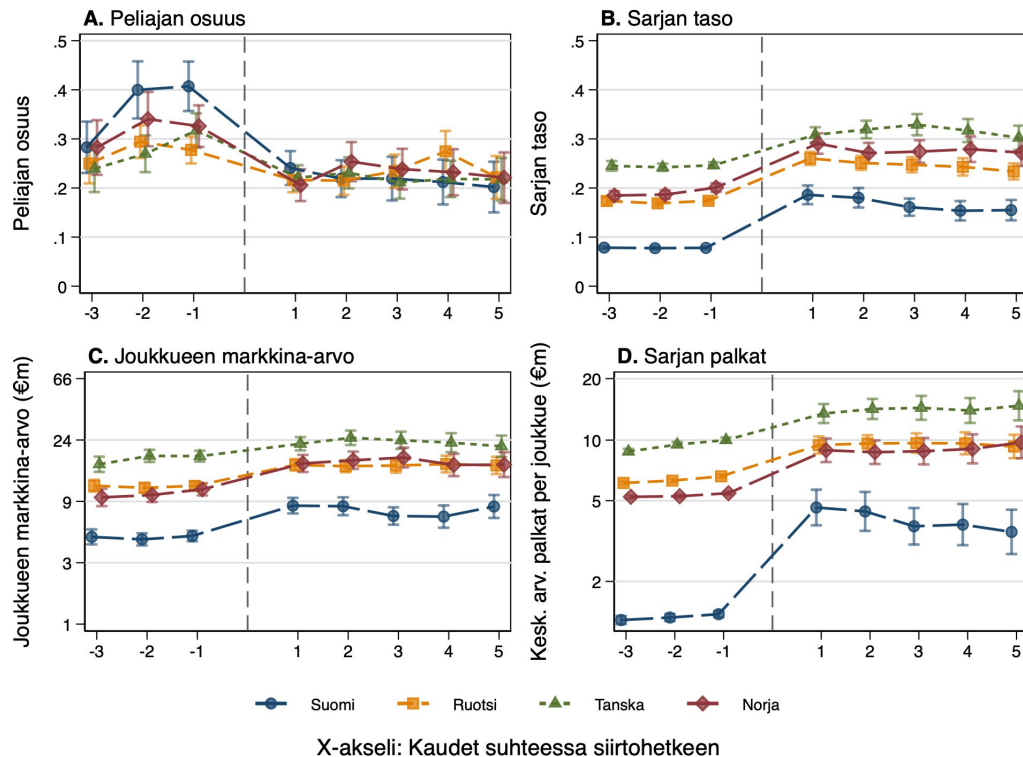 A. Peliajan osuus
Peliajan osuus
.5
.4
.3
.2
.1
0
-3 -2 -1 1 2 3 4 5
B. Sarjan taso
Sarjan taso
.5
.4
.3
.2
.1
0
-3 -2 -1 1 2 3 4 5
C. Joukkueen markkina-arvo
Joukkueen markkina-arvo (€m)
66
24
9
3
1
-3 -2 -1 1 2 3 4 5
D. Sarjan palkat
Kesk. arv. palkat per joukkue (€m)
20
10
5
2
-3 -2 -1 1 2 3 4 5
Suomi Ruotsi Tanska Norja
X-akseli: Kaudet suhteessa siirtohetkeen